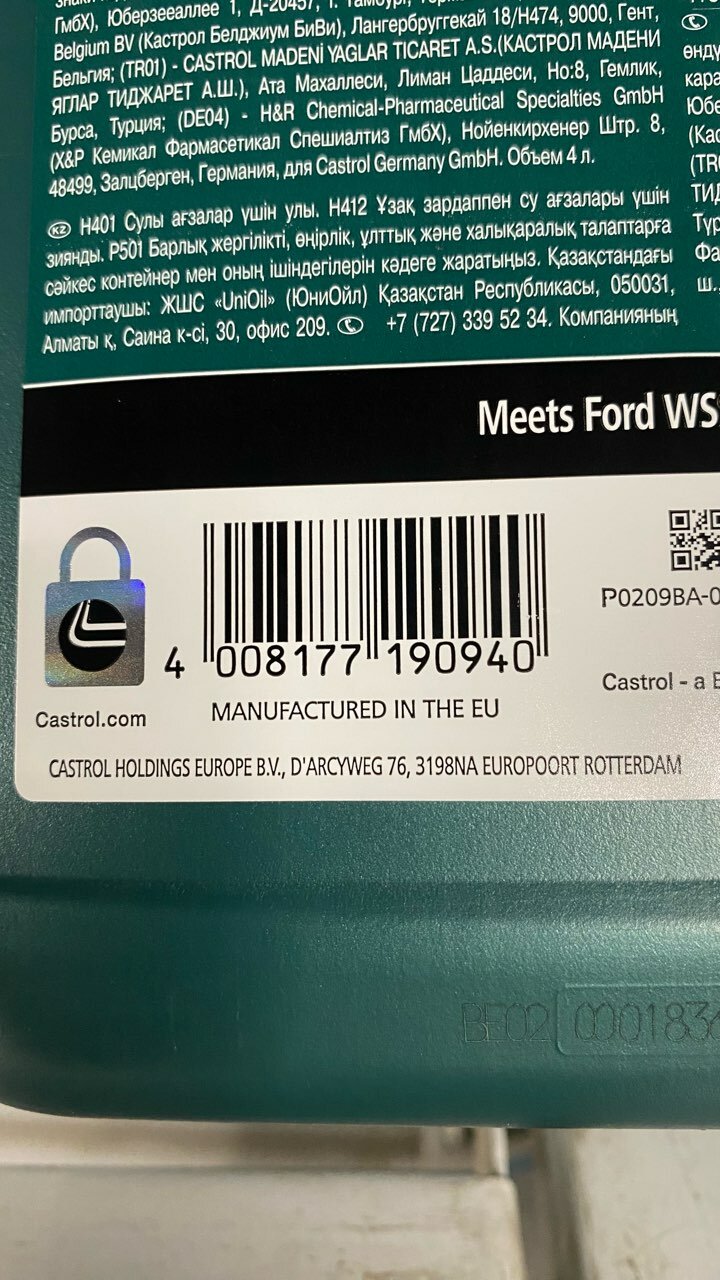 ГмбХ), Юберзееаллее 1, Д-20457, г.
Belgium BV (Кастрол Белджиум БиВи), Лангербруггекай 18/Н474, 9000, Гент,
Бельгия; (TR01) - CASTROL MADENİ YAGLAR TICARET A.S.(КАСТРОЛ МАДЕНИ
ЯГЛАР ТИДЖАРЕТ А.Ш.), Ата Махаллеси, Лиман Цаддеси, Но:8, Гемлик,
Бурса, Турция; (DE04) - H&R Chemical-Pharmaceutical Specialties GmbH
(Х&Р Кемикал Фармасетикал Спешиалтиз ГмбХ), Нойенкирхенер Штр. 8,
48499, Залцберген, Германия, для Castrol Germany GmbH. Объем 4 л.
KZ H401 Сулы ағзалар үшін улы. H412 Ұзақ зардаппен су ағзалары үшін
зиянды. P501 Барлық жергілікті, өңірлік, ұлттық және халықаралық талаптарға
сәйкес контейнер мен оның ішіндегілерін кәдеге жаратыңыз. Қазақстандағы
импорттаушы: ЖШС «UniOil» (ЮниОйл) Қазақстан Республикасы, 050031,
Алматы қ, Саина к-сі, 30, офис 209. +7 (727) 339 52 34. Компанияның
(TR
Фа
ш.
Meets Ford WS
P0209BA-0
4 008177 190940
Castrol - a
Castrol.com
MANUFACTURED IN THE EU
CASTROL HOLDINGS EUROPE B.V., D'ARCYWEG 76, 3198NA EUROPOORT ROTTERDAM
BE02 000183